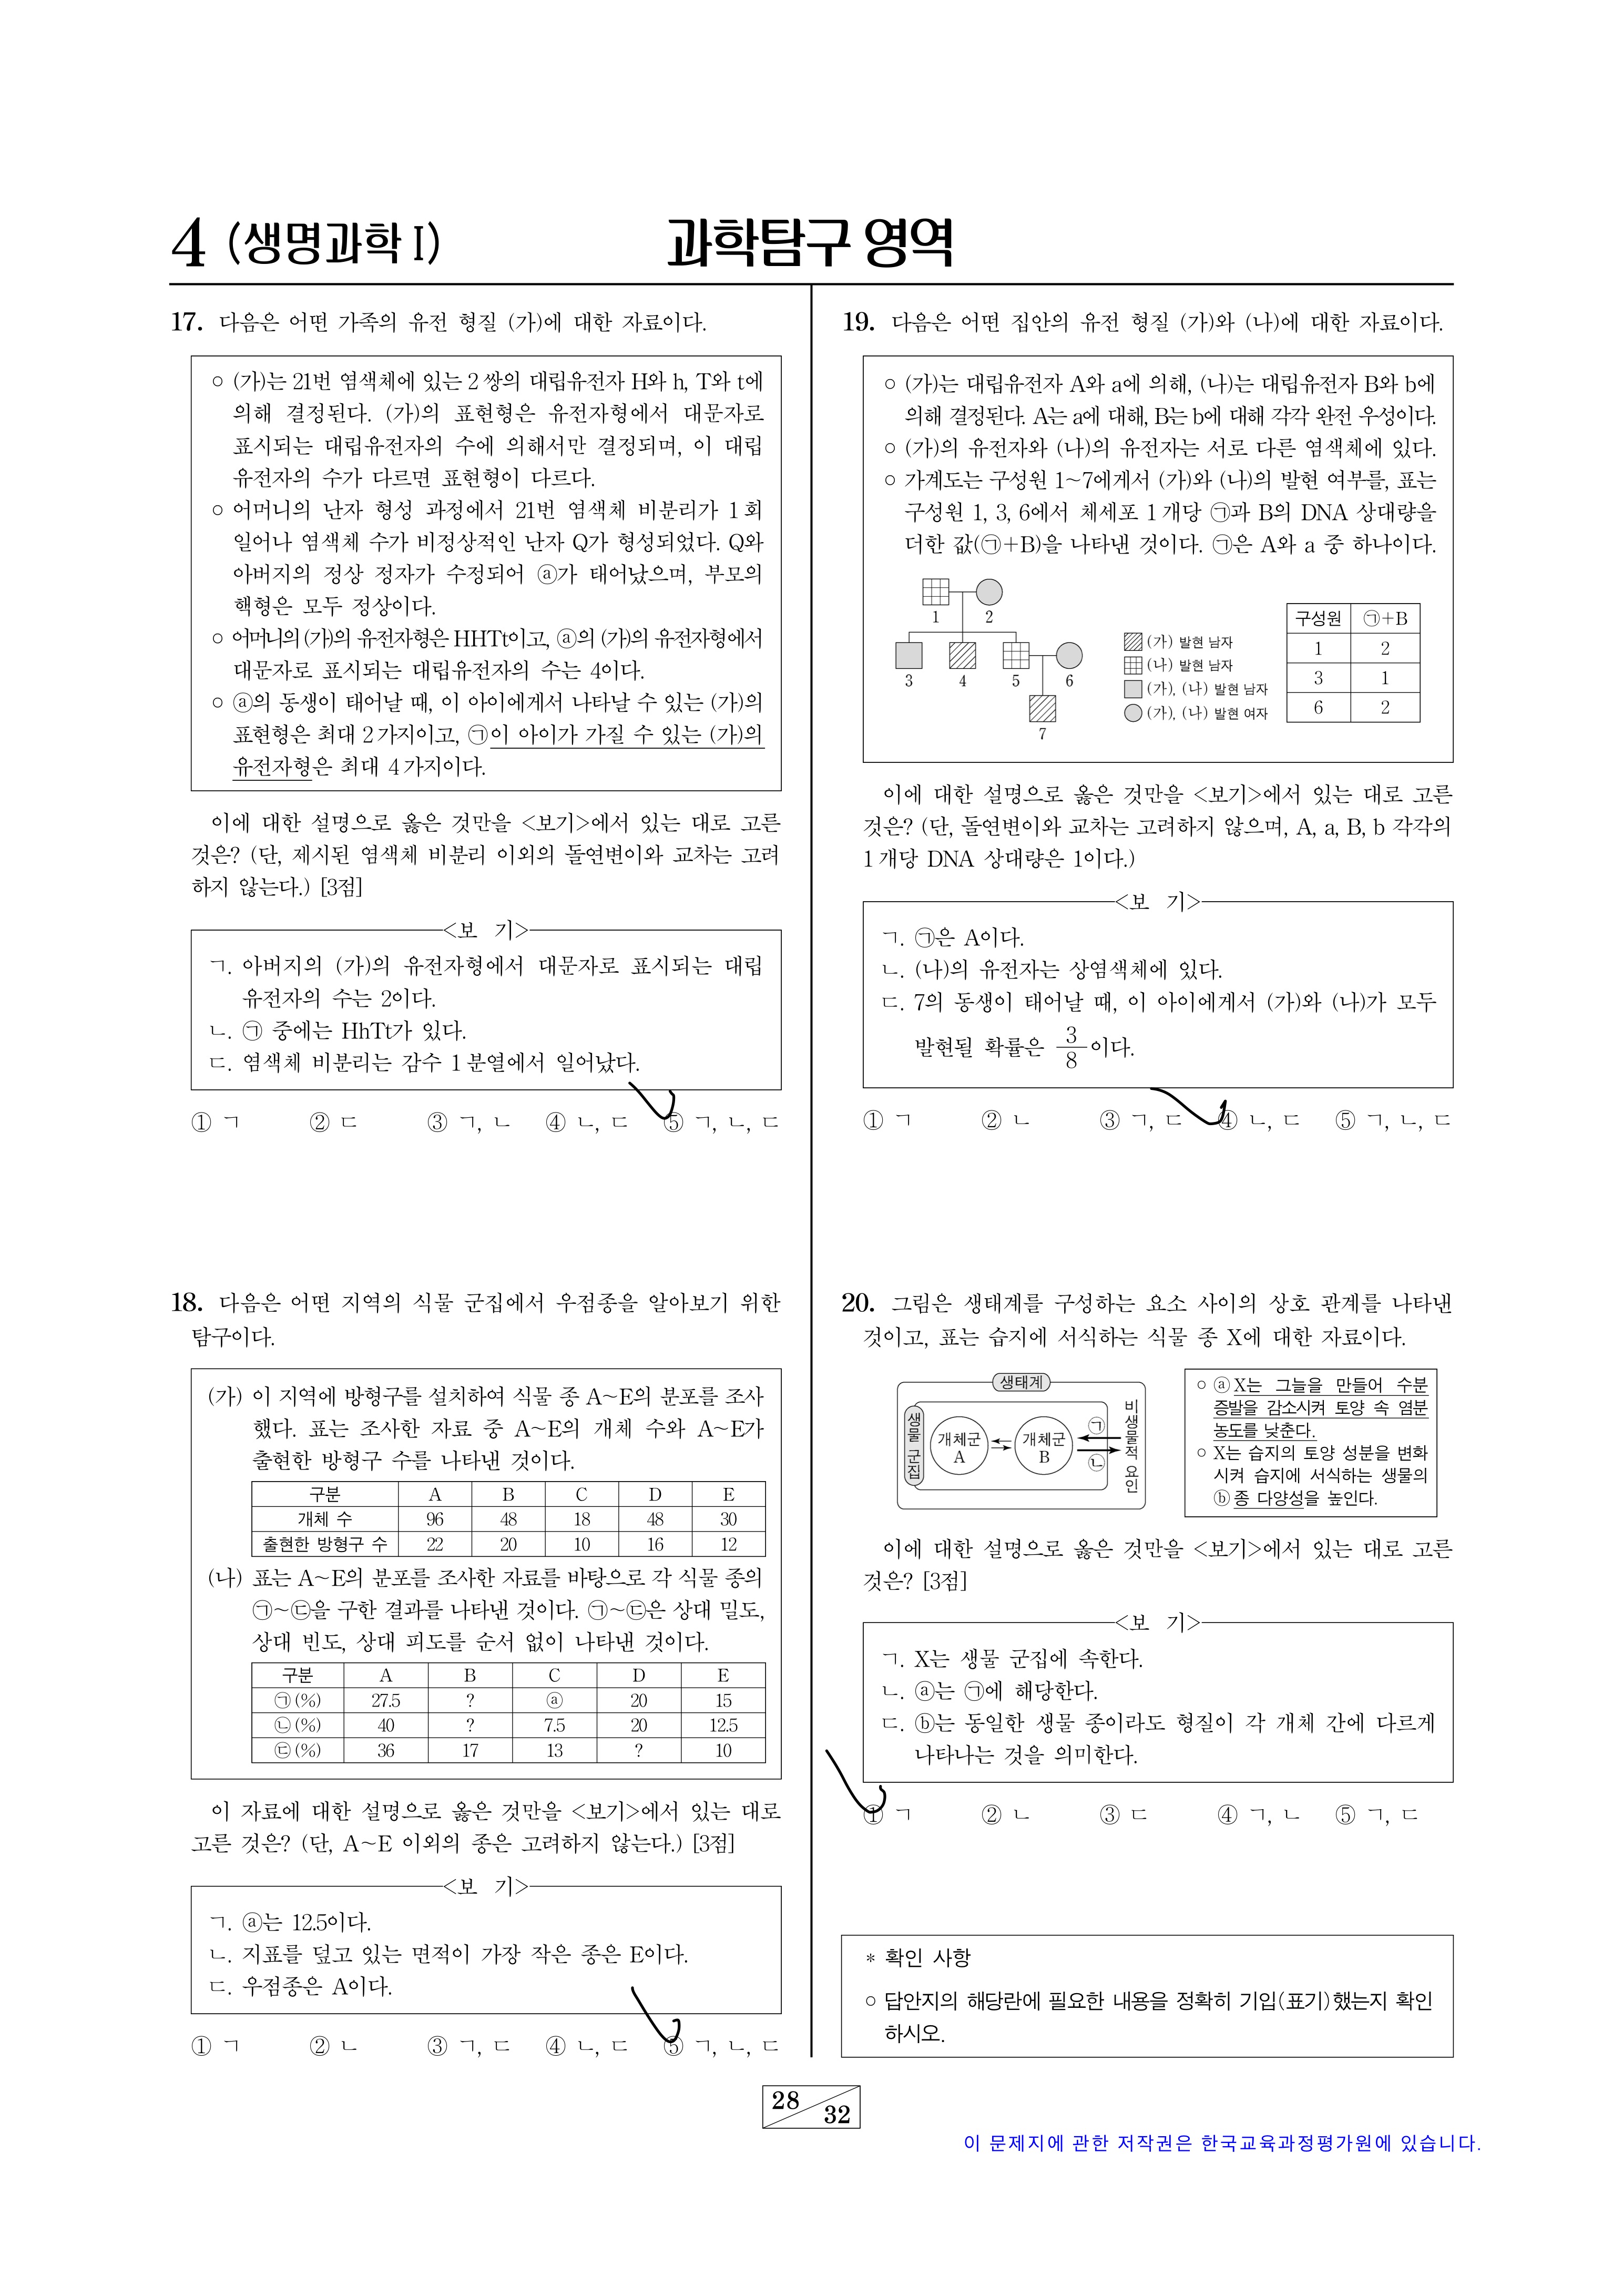 4 (생명과학 I)
과학탐구 영역
17. 다음은 어떤 가족의 유전 형질 (가)에 대한 자료이다.
○ (가)는 21번 염색체에 있는 2쌍의 대립유전자 H와 h, T와 t에
의해 결정된다. (가)의 표현형은 유전자형에서 대문자로
표시되는 대립유전자의 수에 의해서만 결정되며, 이 대립
유전자의 수가 다르면 표현형이 다르다.
○ 어머니의 난자 형성 과정에서 21번 염색체 비분리가 1회
일어나 염색체 수가 비정상적인 난자 Q가 형성되었다. Q와
아버지의 정상 정자가 수정되어 ⓐ가 태어났으며, 부모의
핵형은 모두 정상이다.
○ 어머니의 (가)의 유전자형은 HHTt이고, ⓐ의 (가)의 유전자형에서
대문자로 표시되는 대립유전자의 수는 4이다.
○ ⓐ의 동생이 태어날 때, 이 아이에게서 나타날 수 있는 (가)의
표현형은 최대 2가지이고, ㉠이 아이가 가질 수 있는 (가)의
유전자형은 최대 4가지이다.
이에 대한 설명으로 옳은 것만을 <보기>에서 있는 대로 고른
것은? (단, 제시된 염색체 비분리 이외의 돌연변이와 교차는 고려
하지 않는다.) [3점]
<보 기>
ㄱ. 아버지의 (가)의 유전자형에서 대문자로 표시되는 대립
유전자의 수는 2이다.
ㄴ. ㉠ 중에는 HhTt가 있다.
ㄷ. 염색체 비분리는 감수 1분열에서 일어났다.
① ㄱ ② ㄷ ③ ㄱ, ㄴ ④ ㄴ, ㄷ ⑤ ㄱ, ㄴ, ㄷ
18. 다음은 어떤 지역의 식물 군집에서 우점종을 알아보기 위한
탐구이다.
(가) 이 지역에 방형구를 설치하여 식물 종 A~E의 분포를 조사
했다. 표는 조사한 자료 중 A~E의 개체 수와 A~E가
출현한 방형구 수를 나타낸 것이다.
구분 A B C D E
개체 수 96 48 18 48 30
출현한 방형구 수 22 20 10 16 12
(나) 표는 A~E의 분포를 조사한 자료를 바탕으로 각 식물 종의
㉠~㉢을 구한 결과를 나타낸 것이다. ㉠~㉢은 상대 밀도,
상대 빈도, 상대 피도를 순서 없이 나타낸 것이다.
구분 A B C D E
㉠(%) 27.5 ? ⓐ 20 15
㉡(%) 40 ? 7.5 20 12.5
㉢(%) 36 17 13 ? 10
이 자료에 대한 설명으로 옳은 것만을 <보기>에서 있는 대로
고른 것은? (단, A~E 이외의 종은 고려하지 않는다.) [3점]
<보 기>
ㄱ. ⓐ는 12.5이다.
ㄴ. 지표를 덮고 있는 면적이 가장 작은 종은 E이다.
ㄷ. 우점종은 A이다.
① ㄱ ② ㄴ ③ ㄱ, ㄷ ④ ㄴ, ㄷ ⑤ ㄱ, ㄴ, ㄷ
19. 다음은 어떤 집안의 유전 형질 (가)와 (나)에 대한 자료이다.
○ (가)는 대립유전자 A와 a에 의해, (나)는 대립유전자 B와 b에
의해 결정된다. A는 a에 대해, B는 b에 대해 각각 완전 우성이다.
○ (가)의 유전자와 (나)의 유전자는 서로 다른 염색체에 있다.
○ 가계도는 구성원 1~7에게서 (가)와 (나)의 발현 여부를, 표는
구성원 1, 3, 6에서 체세포 1개당 ㉠과 B의 DNA 상대량을
더한 값(㉠+B)을 나타낸 것이다. ㉠은 A와 a 중 하나이다.
1 2
3 4 5 6
7
(가) 발현 남자
(나) 발현 남자
(가), (나) 발현 남자
(가), (나) 발현 여자
구성원 ㉠+B
1 2
3 1
6 2
이에 대한 설명으로 옳은 것만을 <보기>에서 있는 대로 고른
것은? (단, 돌연변이와 교차는 고려하지 않으며, A, a, B, b 각각의
1개당 DNA 상대량은 1이다.)
<보 기>
ㄱ. ㉠은 A이다.
ㄴ. (나)의 유전자는 상염색체에 있다.
ㄷ. 7의 동생이 태어날 때, 이 아이에게서 (가)와 (나)가 모두
발현될 확률은 3/8이다.
① ㄱ ② ㄴ ③ ㄱ, ㄷ ④ ㄴ, ㄷ ⑤ ㄱ, ㄴ, ㄷ
20. 그림은 생태계를 구성하는 요소 사이의 상호 관계를 나타낸
것이고, 표는 습지에 서식하는 식물 종 X에 대한 자료이다.
생태계
생물 군집
개체군 A
개체군 B
㉠
㉡
비생물적 요인
○ ⓐX는 그늘을 만들어 수분
증발을 감소시켜 토양 속 염분
농도를 낮춘다.
○ X는 습지의 토양 성분을 변화
시켜 습지에 서식하는 생물의
ⓑ종 다양성을 높인다.
이에 대한 설명으로 옳은 것만을 <보기>에서 있는 대로 고른
것은? [3점]
<보 기>
ㄱ. X는 생물 군집에 속한다.
ㄴ. ⓐ는 ㉠에 해당한다.
ㄷ. ⓑ는 동일한 생물 종이라도 형질이 각 개체 간에 다르게
나타나는 것을 의미한다.
① ㄱ ② ㄴ ③ ㄷ ④ ㄱ, ㄴ ⑤ ㄱ, ㄷ
* 확인 사항
○ 답안지의 해당란에 필요한 내용을 정확히 기입(표기)했는지 확인
하시오.
28 32
이 문제지에 관한 저작권은 한국교육과정평가원에 있습니다.